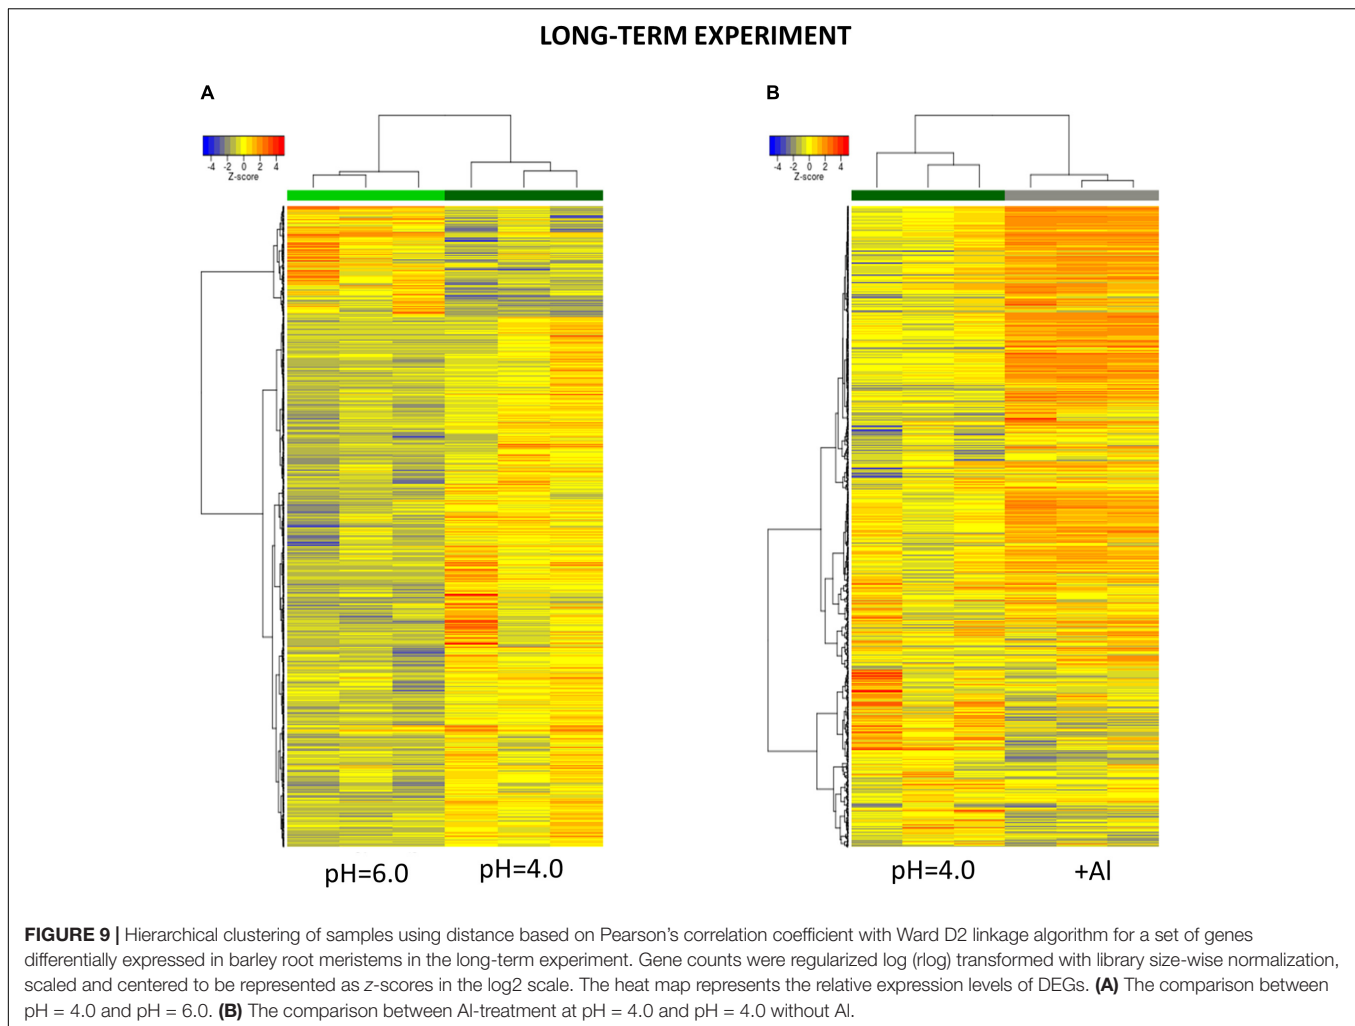 LONG-TERM EXPERIMENT
A
-4 -2 0 2 4
Z-score
pH=6.0 pH=4.0
B
-4 -2 0 2 4
Z-score
pH=4.0 +Al
FIGURE 9 | Hierarchical clustering of samples using distance based on Pearson's correlation coefficient with Ward D2 linkage algorithm for a set of genes
differentially expressed in barley root meristems in the long-term experiment. Gene counts were regularized log (rlog) transformed with library size-wise normalization,
scaled and centered to be represented as z-scores in the log2 scale. The heat map represents the relative expression levels of DEGs. (A) The comparison between
pH = 4.0 and pH = 6.0. (B) The comparison between Al-treatment at pH = 4.0 and pH = 4.0 without Al.